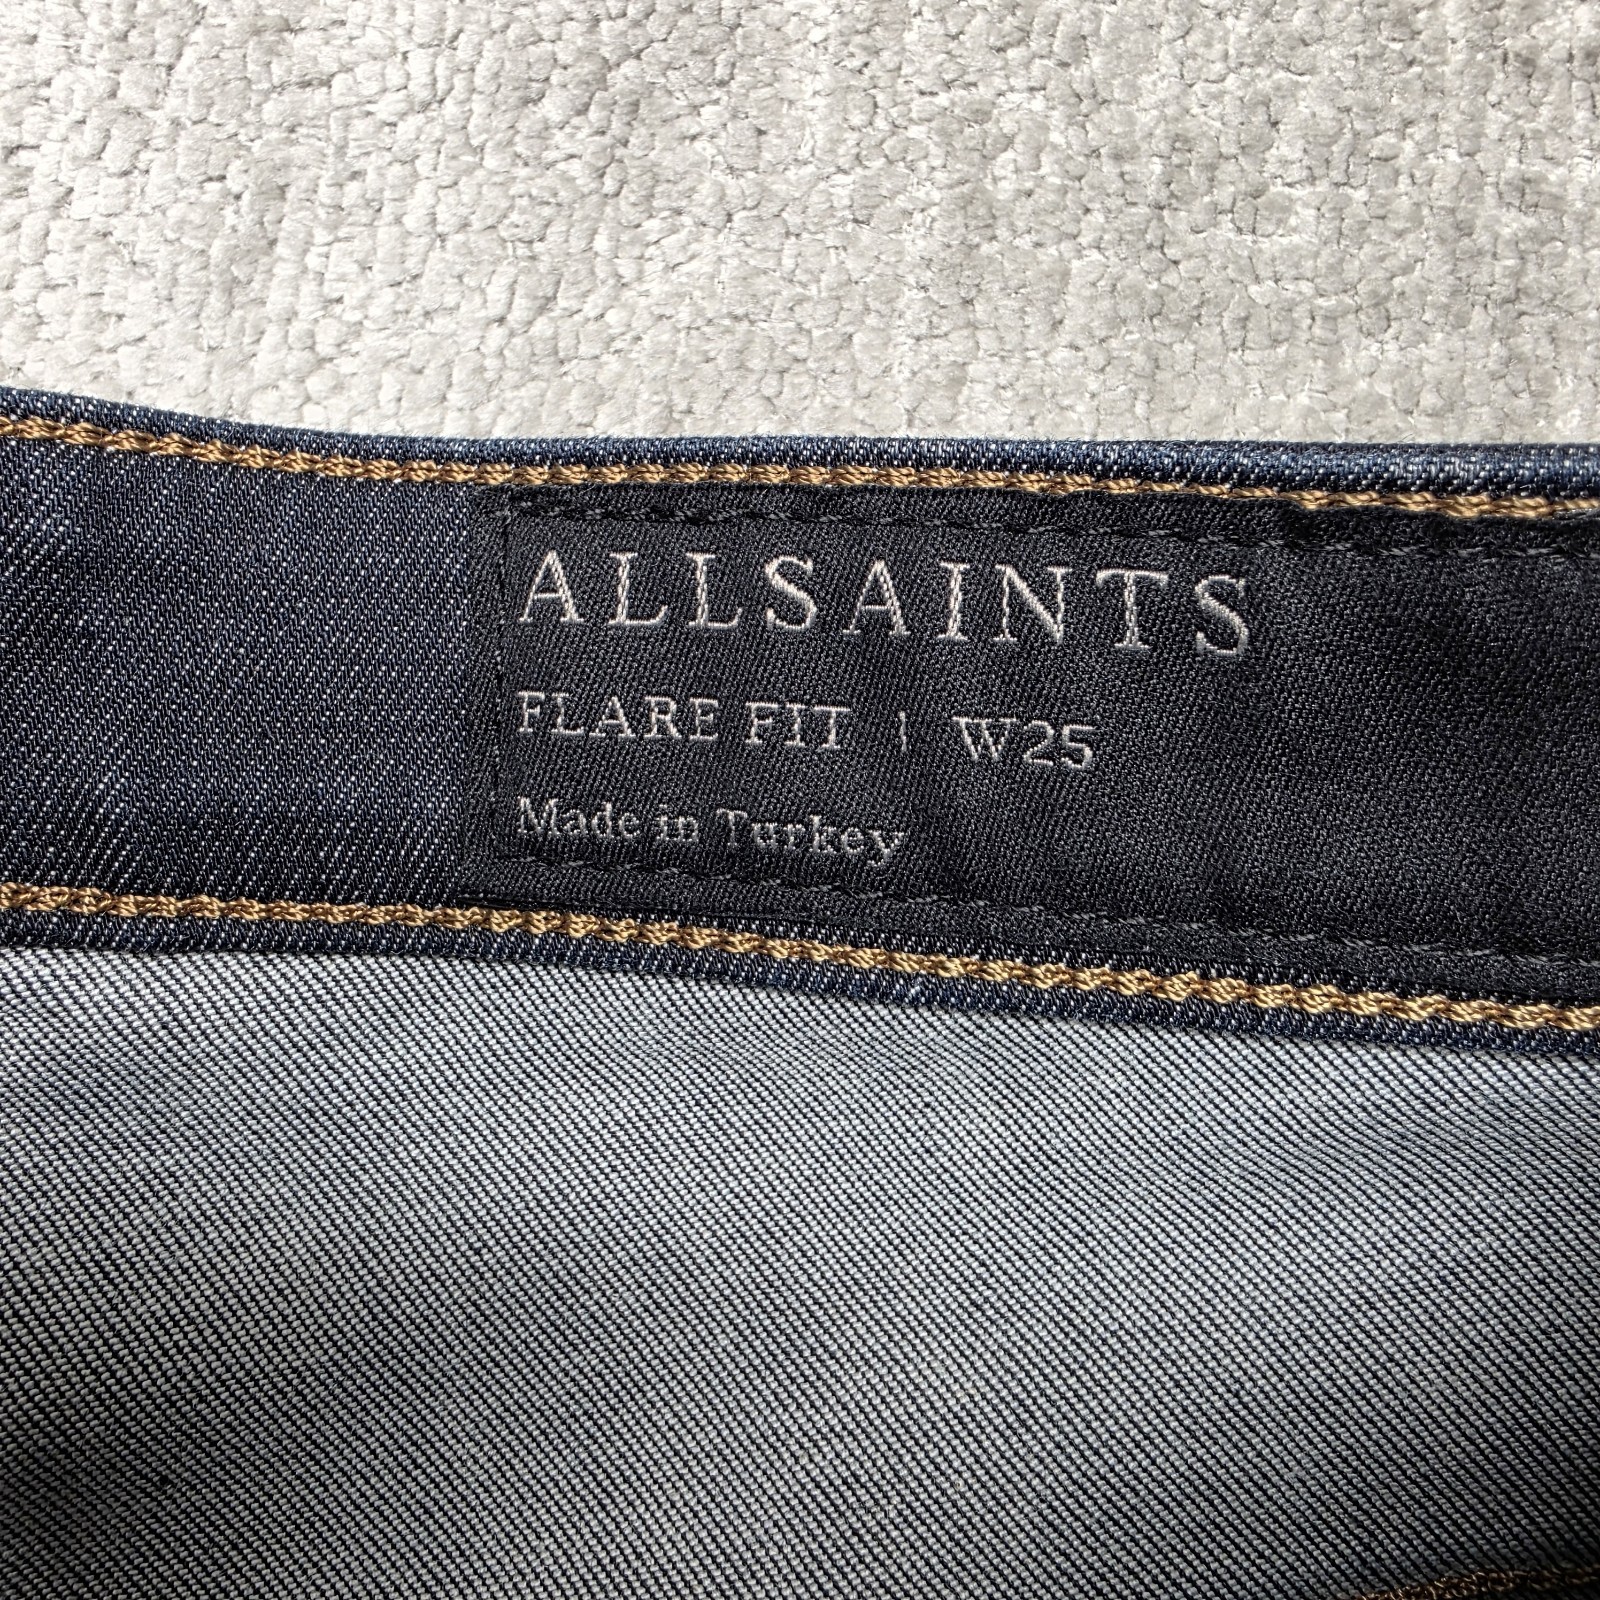 ALLSAINTS
FLARE FIT | W25
Made in Turkey